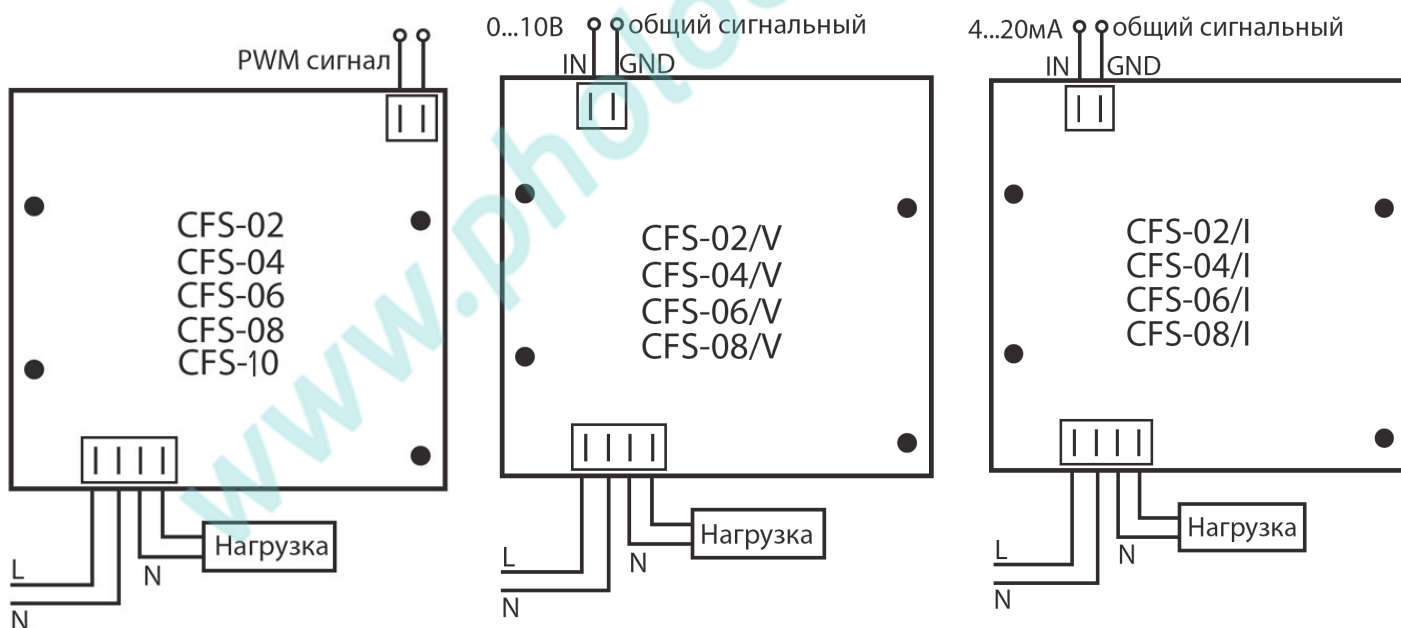 PWM сигнал
CFS-02
CFS-04
CFS-06
CFS-08
CFS-10
L
N
N
Нагрузка
0...10В
общий сигнальный
IN
GND
CFS-02/V
CFS-04/V
CFS-06/V
CFS-08/V
L
N
N
Нагрузка
4...20мА
общий сигнальный
IN
GND
CFS-02/I
CFS-04/I
CFS-06/I
CFS-08/I
L
N
N
Нагрузка